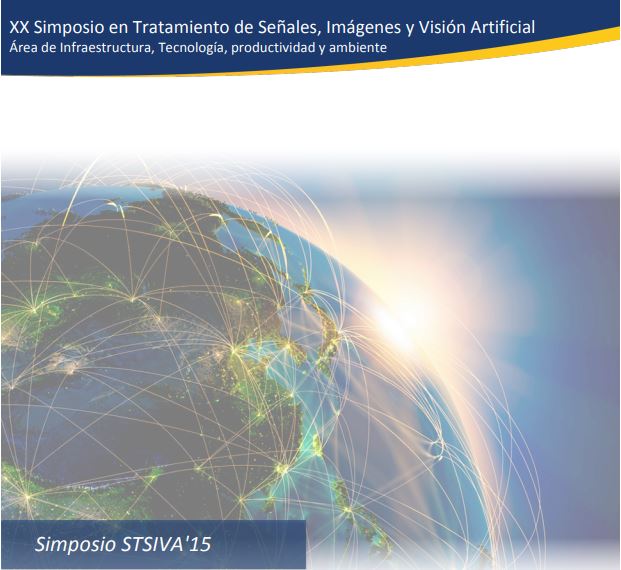 XX Simposio en Tratamiento de Señales, Imágenes y Visión Artificial
Área de Infraestructura, Tecnología, productividad y ambiente
Simposio STSIVA'15